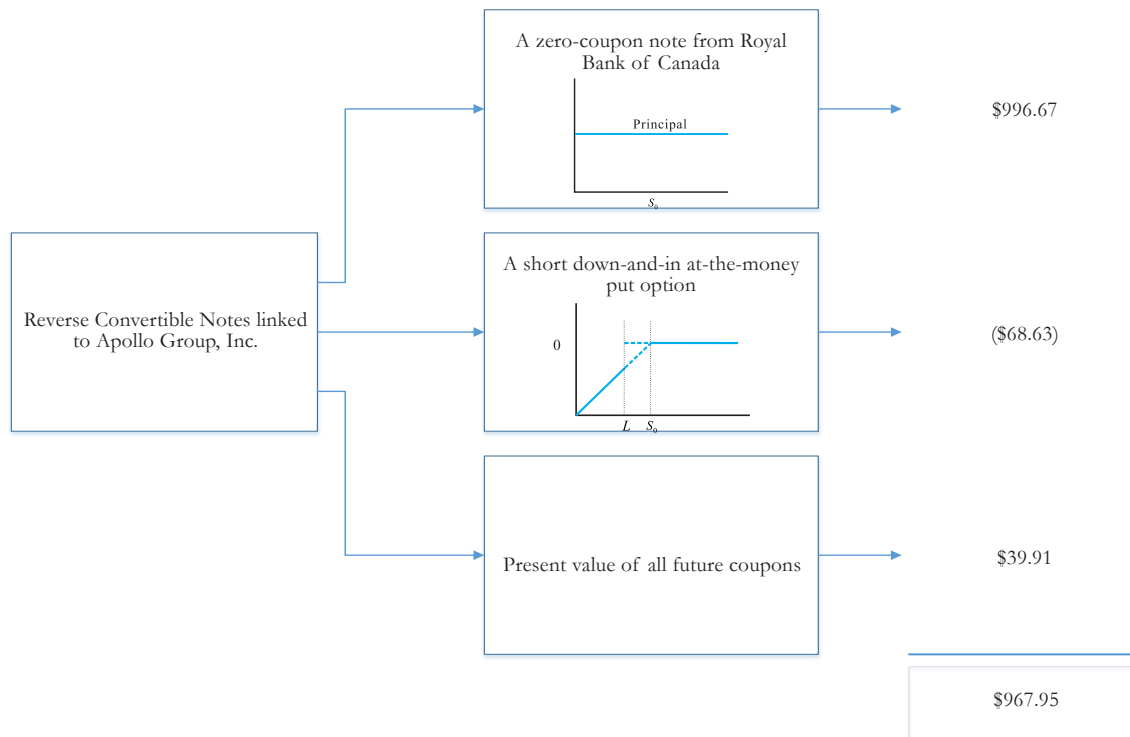 A zero-coupon note from Royal
Bank of Canada
Principal
S₀
$996.67
Reverse Convertible Notes linked
to Apollo Group, Inc.
A short down-and-in at-the-money
put option
0
L S₀
($68.63)
Present value of all future coupons
$39.91
$967.95